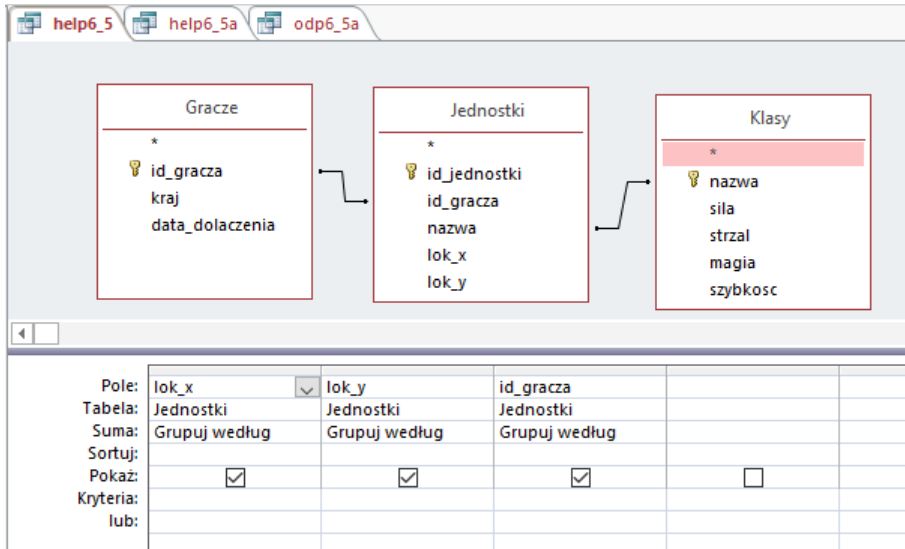 help6_5 help6_5a odp6_5a
Gracze
*
id_gracza
kraj
data_dolaczenia
Jednostki
*
id_jednostki
id_gracza
nazwa
lok_x
lok_y
Klasy
*
nazwa
sila
strzal
magia
szybkosc
Pole: lok_x lok_y id_gracza
Tabela: Jednostki Jednostki Jednostki
Suma: Grupuj według Grupuj według Grupuj według
Sortuj:
Pokaż:
Kryteria:
lub: